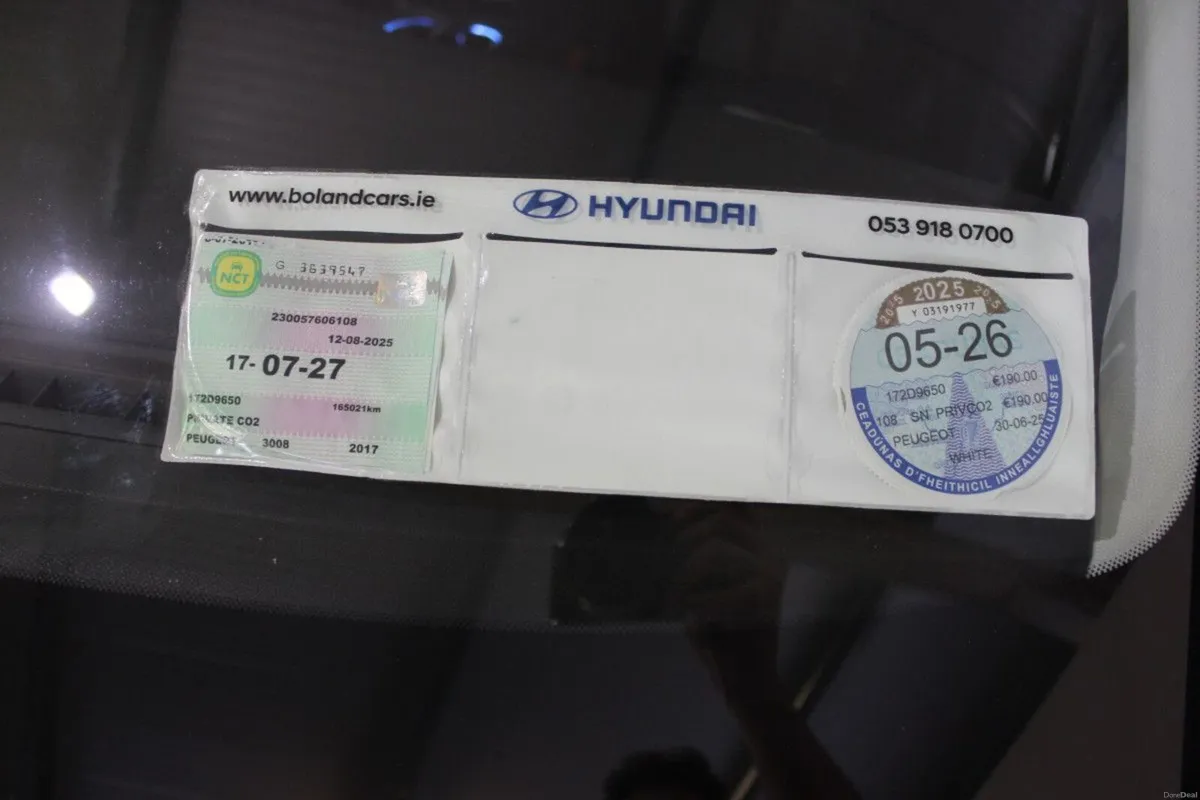 www.bolandcars.ie
HYUNDAI
053 918 0700
NCT
G 3639547
230057606108
12-08-2025
17- 07-27
172D9650
165021km
PRIVATE CO2
PEUGEOT 3008 2017
2025 2025 2025
Y 03191977
05-26
172D9650 €190.00
108 SN PRIVCO2 €190.00
PEUGEOT 30-06-25
WHITE
CEADÚNAS D'FHEITHICIL INNEALLGHLUAISTE
DoneDeal